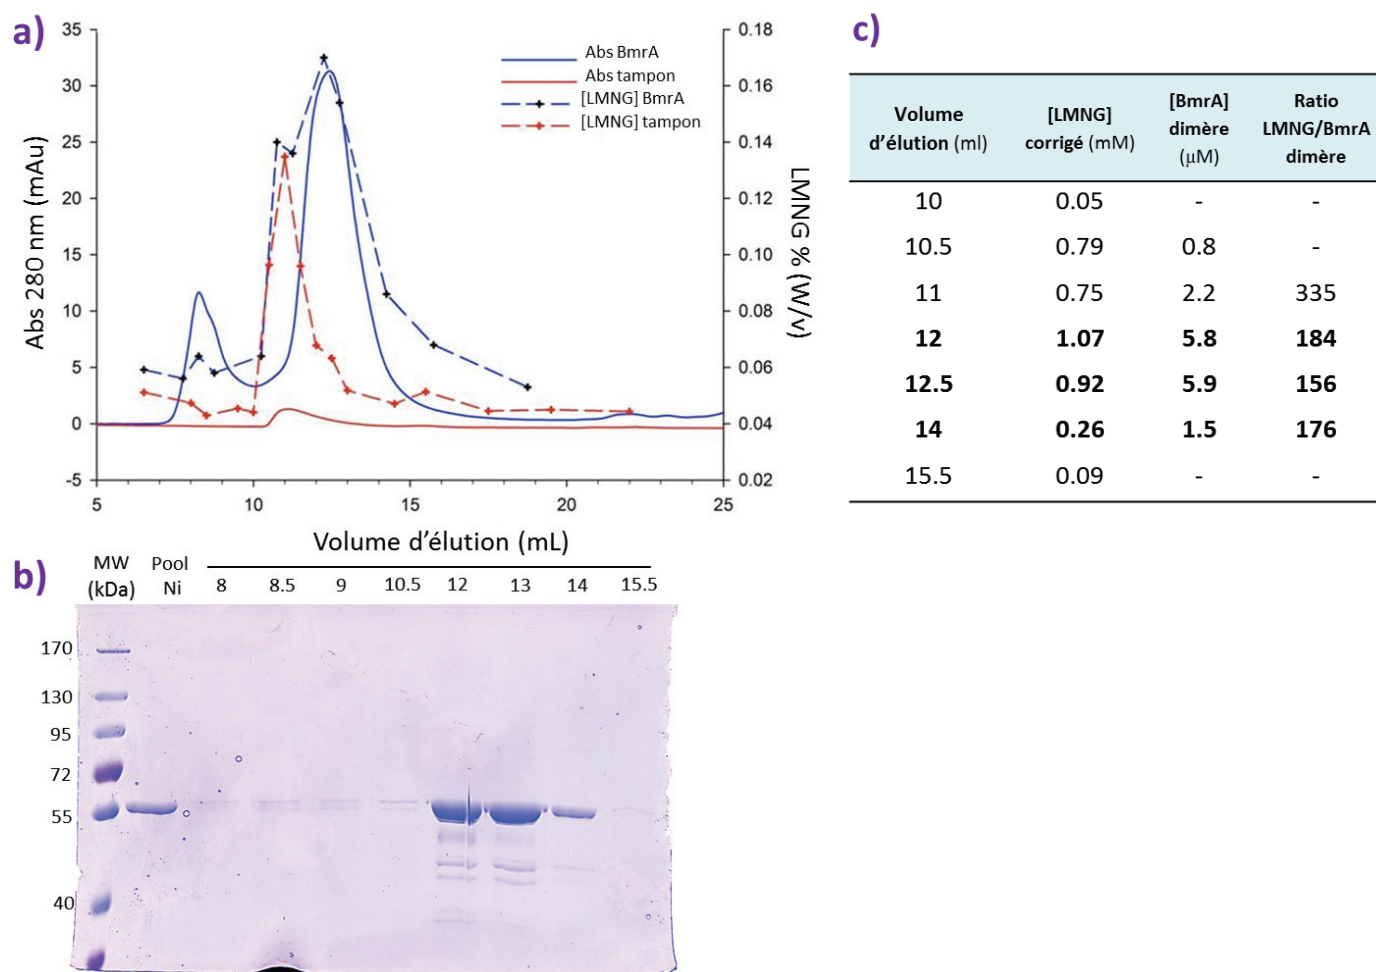 a)
35
30
25
20
15
10
5
0
-5
Abs 280 nm (mAu)
Abs BmrA
Abs tampon
[LMNG] BmrA
[LMNG] tampon
0.18
0.16
0.14
0.12
0.10
0.08
0.06
0.04
0.02
LMNG % (W/v)
5 10 15 20 25
Volume d'élution (mL)
b)
MW
(kDa)
Pool
Ni
8 8.5 9 10.5 12 13 14 15.5
170
130
95
72
55
40
c)
Volume
d'élution (ml)
[LMNG]
corrigé (mM)
[BmrA]
dimère
(µM)
Ratio
LMNG/BmrA
dimère
10 0.05 - -
10.5 0.79 0.8 -
11 0.75 2.2 335
12 1.07 5.8 184
12.5 0.92 5.9 156
14 0.26 1.5 176
15.5 0.09 - -